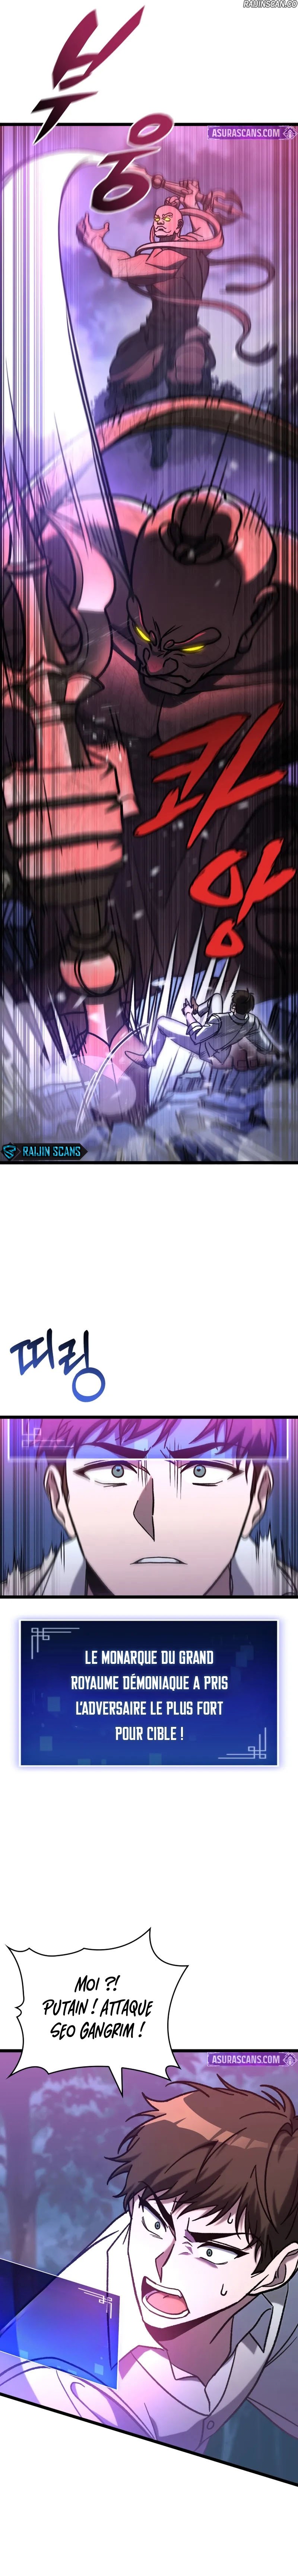 RAIJINSCAN.CO
부
웅
ASURASCANS.COM
콰
앙
RAIJIN SCANS
띠링
LE MONARQUE DU GRAND
ROYAUME DÉMONIAQUE A PRIS
L'ADVERSAIRE LE PLUS FORT
POUR CIBLE !
MOI ?!
PUTAIN ! ATTAQUE
SEO GANGRIM !
ASURASCANS.COM